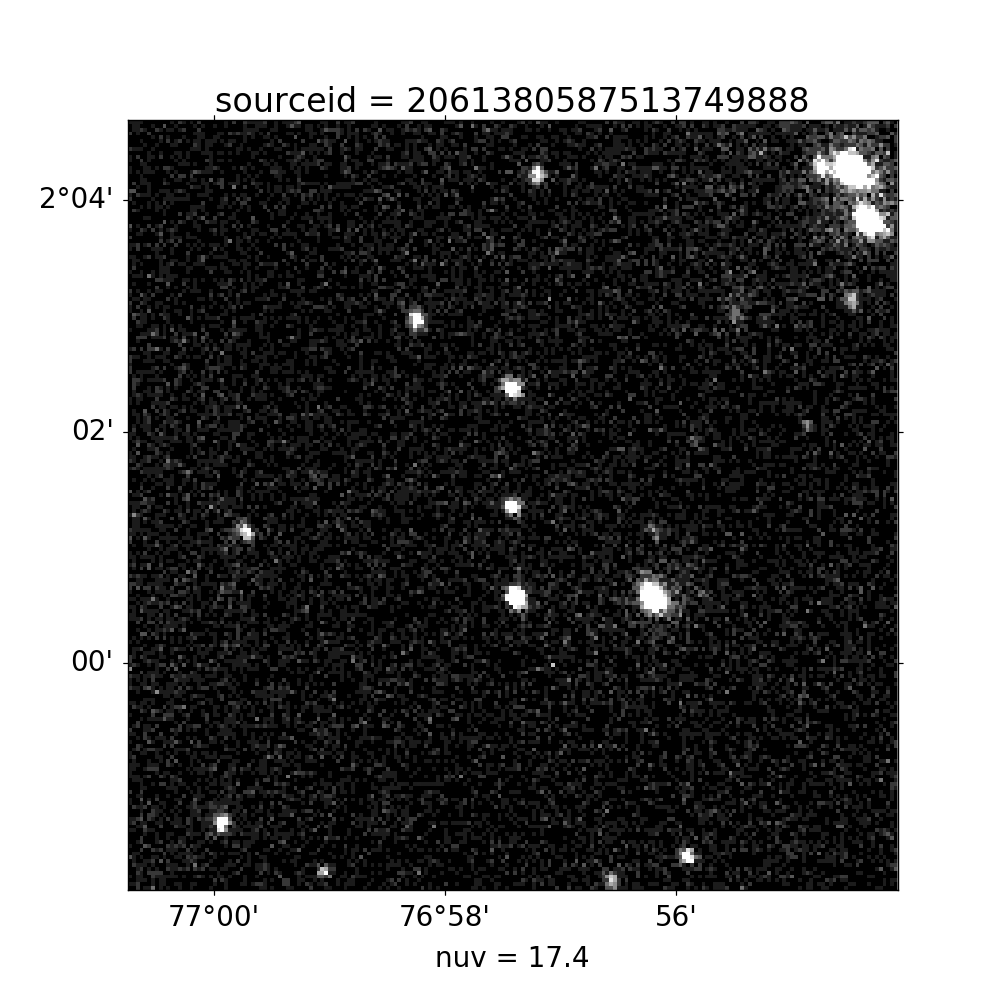 sourceid = 2061380587513749888
2°04'
02'
00'
77°00' 76°58' 56'
nuv = 17.4